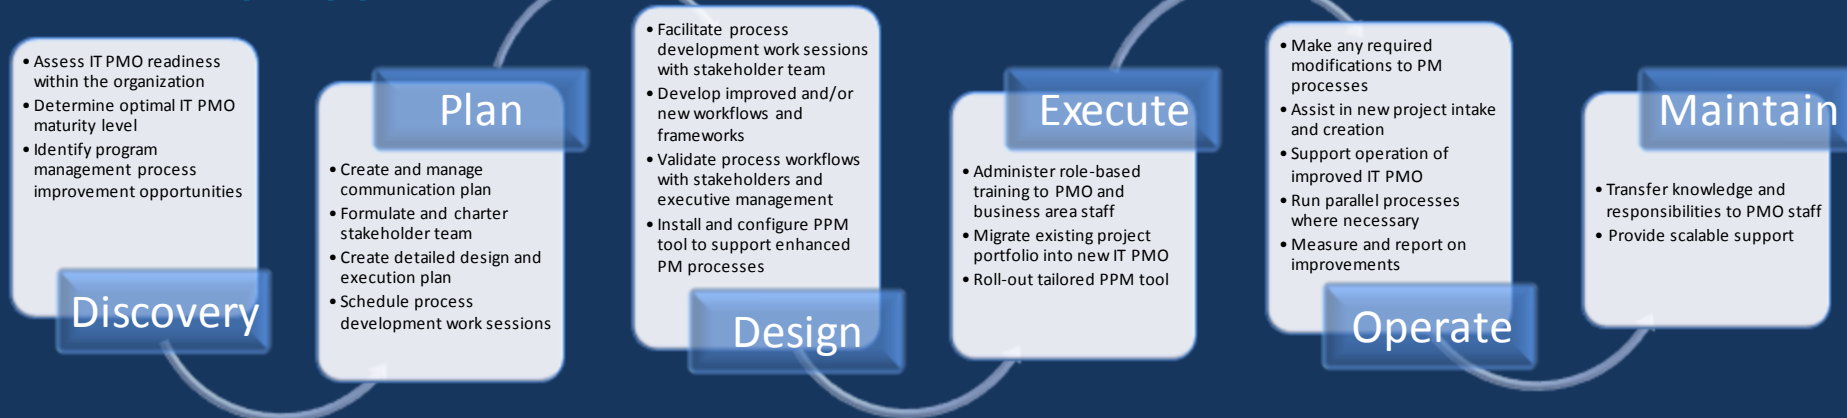 • Assess IT PMO readiness
within the organization
• Determine optimal IT PMO
maturity level
• Identify program
management process
improvement opportunities
Discovery
Plan
• Create and manage
communication plan
• Formulate and charter
stakeholder team
• Create detailed design and
execution plan
• Schedule process
development work sessions
• Facilitate process
development work sessions
with stakeholder team
• Develop improved and/or
new workflows and
frameworks
• Validate process workflows
with stakeholders and
executive management
• Install and configure PPM
tool to support enhanced
PM processes
Design
Execute
• Administer role-based
training to PMO and
business area staff
• Migrate existing project
portfolio into new IT PMO
• Roll-out tailored PPM tool
• Make any required
modifications to PM
processes
• Assist in new project intake
and creation
• Support operation of
improved IT PMO
• Run parallel processes
where necessary
• Measure and report on
improvements
Operate
Maintain
• Transfer knowledge and
responsibilities to PMO staff
• Provide scalable support